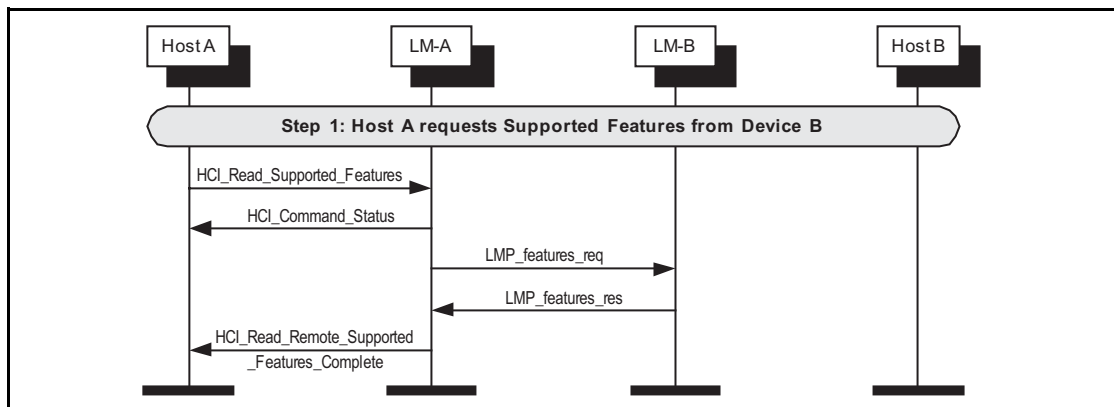 Host A
LM-A
LM-B
Host B
Step 1: Host A requests Supported Features from Device B
HCI_Read_Supported_Features
HCI_Command_Status
LMP_features_req
LMP_features_res
HCI_Read_Remote_Supported
_Features_Complete